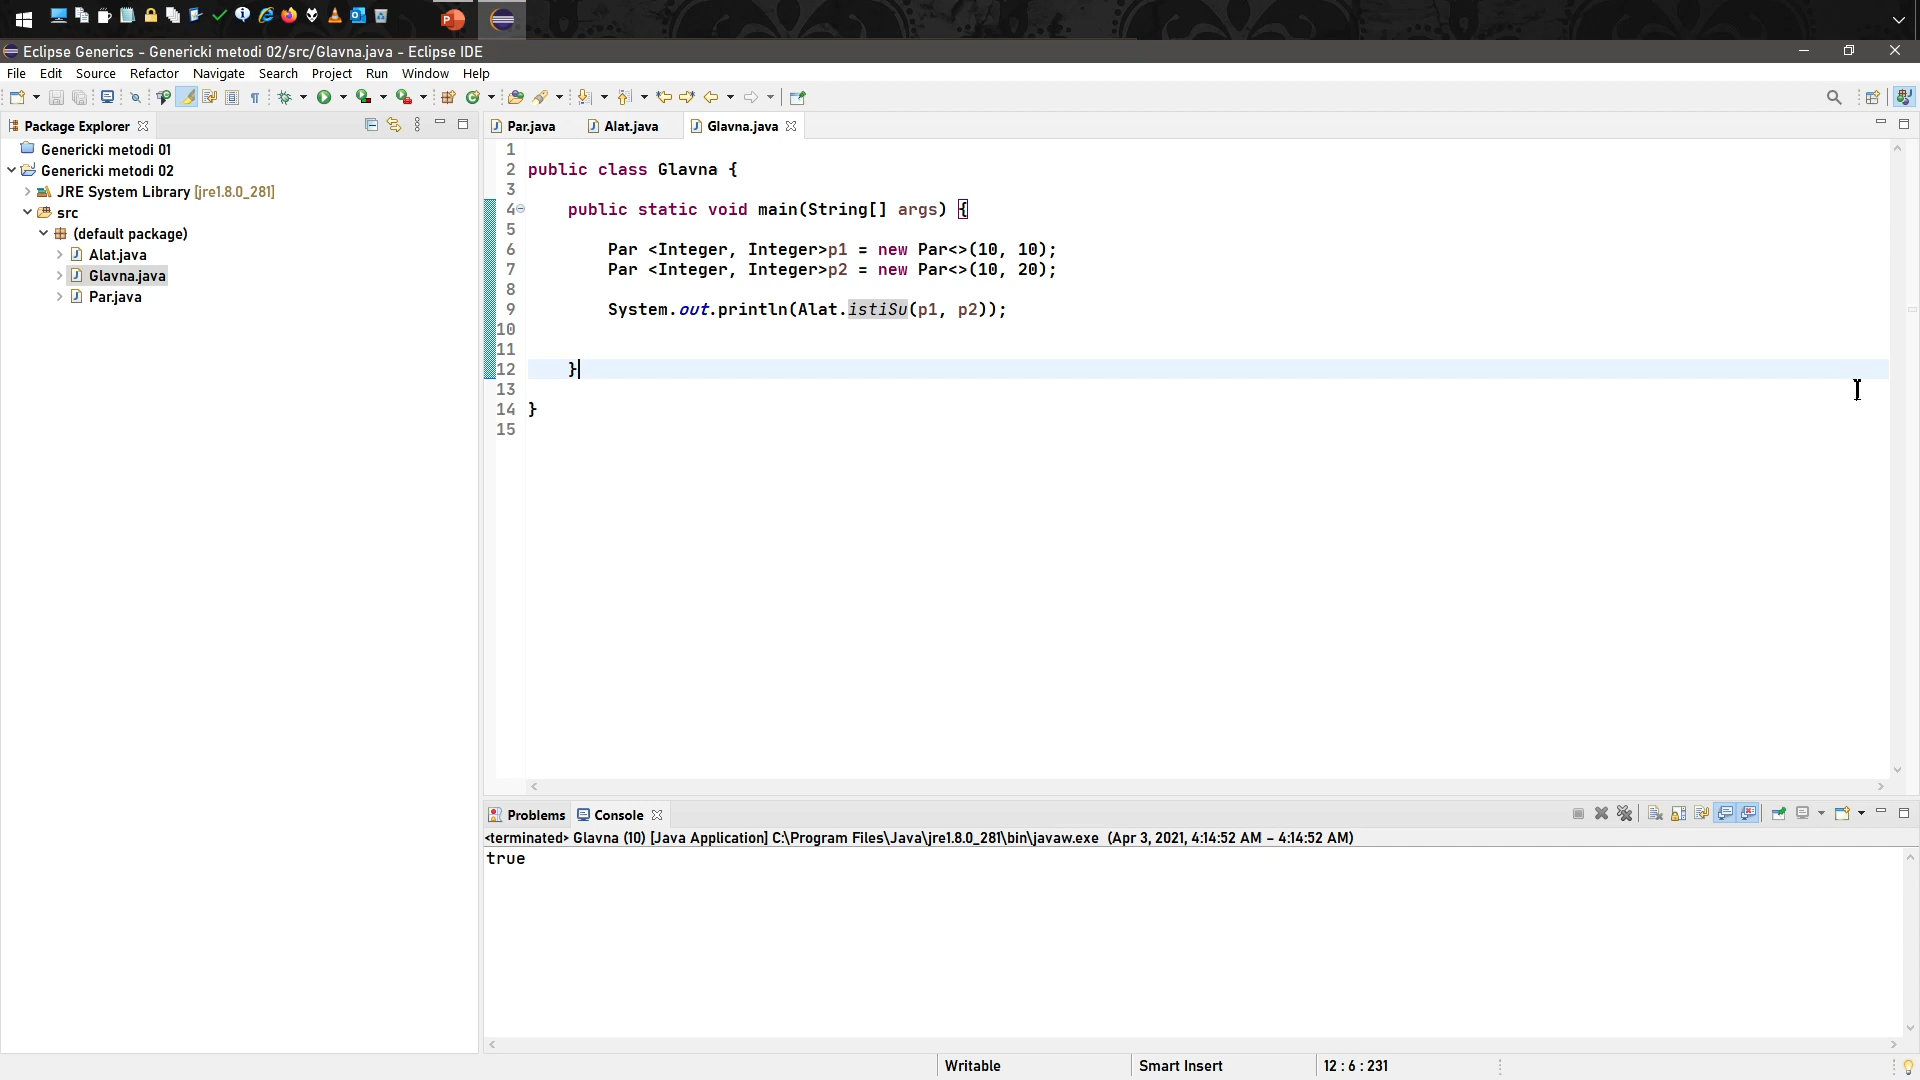 Eclipse Generics - Genericki metodi 02/src/Glavna.java - Eclipse IDE
File Edit Source Refactor Navigate Search Project Run Window Help
Package Explorer
Genericki metodi 01
Genericki metodi 02
JRE System Library [jre1.8.0_281]
src
(default package)
Alat.java
Glavna.java
Par.java
Par.java Alat.java Glavna.java
1
2 public class Glavna {
3
4 public static void main(String[] args) {
5
6 Par <Integer, Integer>p1 = new Par<>(10, 10);
7 Par <Integer, Integer>p2 = new Par<>(10, 20);
8
9 System.out.println(Alat.istiSu(p1, p2));
10
11
12 }
13
14 }
15
Problems Console
<terminated> Glavna (10) [Java Application] C:\Program Files\Java\jre1.8.0_281\bin\javaw.exe (Apr 3, 2021, 4:14:52 AM – 4:14:52 AM)
true
Writable Smart Insert 12 : 6 : 231